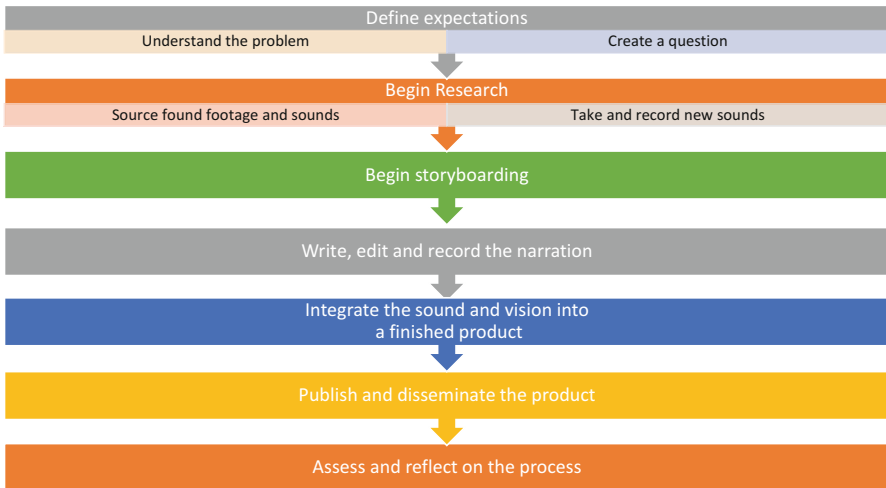 Define expectations
Understand the problem
Create a question
Begin Research
Source found footage and sounds
Take and record new sounds
Begin storyboarding
Write, edit and record the narration
Integrate the sound and vision into
a finished product
Publish and disseminate the product
Assess and reflect on the process